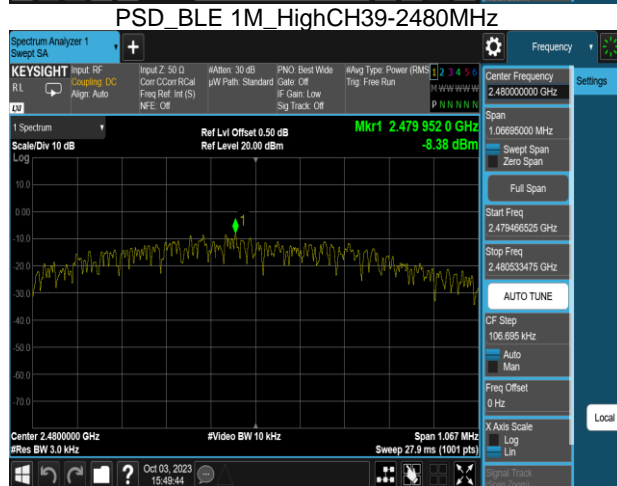 PSD_BLE 1M_HighCH39-2480MHz
Spectrum Analyzer 1
Swept SA
Frequency
Settings
KEYSIGHT
Input: RF
Coupling: DC
Align: Auto
RL
LXI
Input Z: 50 Ω
Corr CCorr RCal
Freq Ref: Int (S)
NFE: Off
#Atten: 30 dB
µW Path: Standard
PNO: Best Wide
Gate: Off
IF Gain: Low
Sig Track: Off
#Avg Type: Power (RMS
Trig: Free Run
1 2 3 4 5 6
M W W W W W
P N N N N N
1 Spectrum
Scale/Div 10 dB
Log
Ref Lvl Offset 0.50 dB
Ref Level 20.00 dBm
Mkr1 2.479 952 0 GHz
-8.38 dBm
1
10.0
0.00
-10.0
-20.0
-30.0
-40.0
-50.0
-60.0
-70.0
Center 2.4800000 GHz
#Res BW 3.0 kHz
#Video BW 10 kHz
Span 1.067 MHz
Sweep 27.9 ms (1001 pts)
Center Frequency
2.480000000 GHz
Span
1.06695000 MHz
Swept Span
Zero Span
Full Span
Start Freq
2.479466525 GHz
Stop Freq
2.480533475 GHz
AUTO TUNE
CF Step
106.695 kHz
Auto
Man
Freq Offset
0 Hz
X Axis Scale
Log
Lin
Signal Track
(Span Zoom)
Local
?
Oct 03, 2023
15:49:44